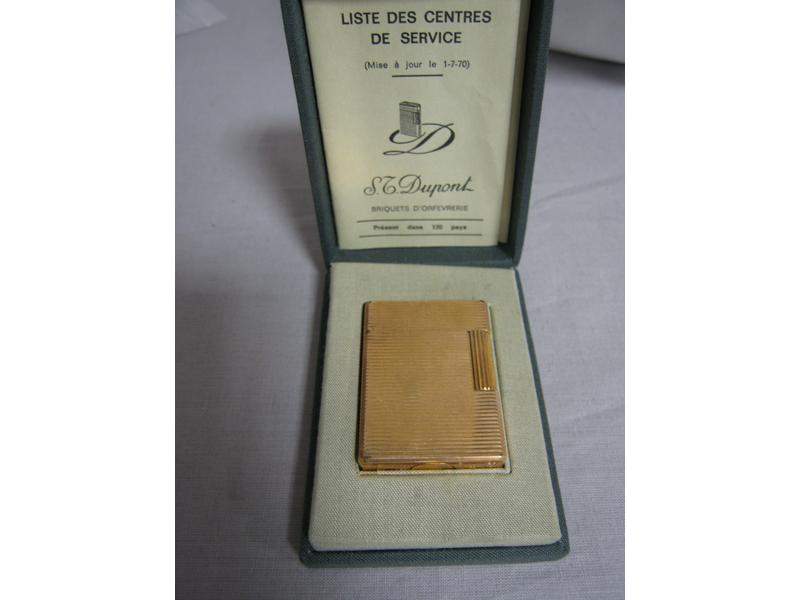 LISTE DES CENTRES
DE SERVICE
(Mise à jour le 1-7-70)
D
S.T. Dupont
BRIQUETS D'ORFEVRERIE
Présent dans 120 pays